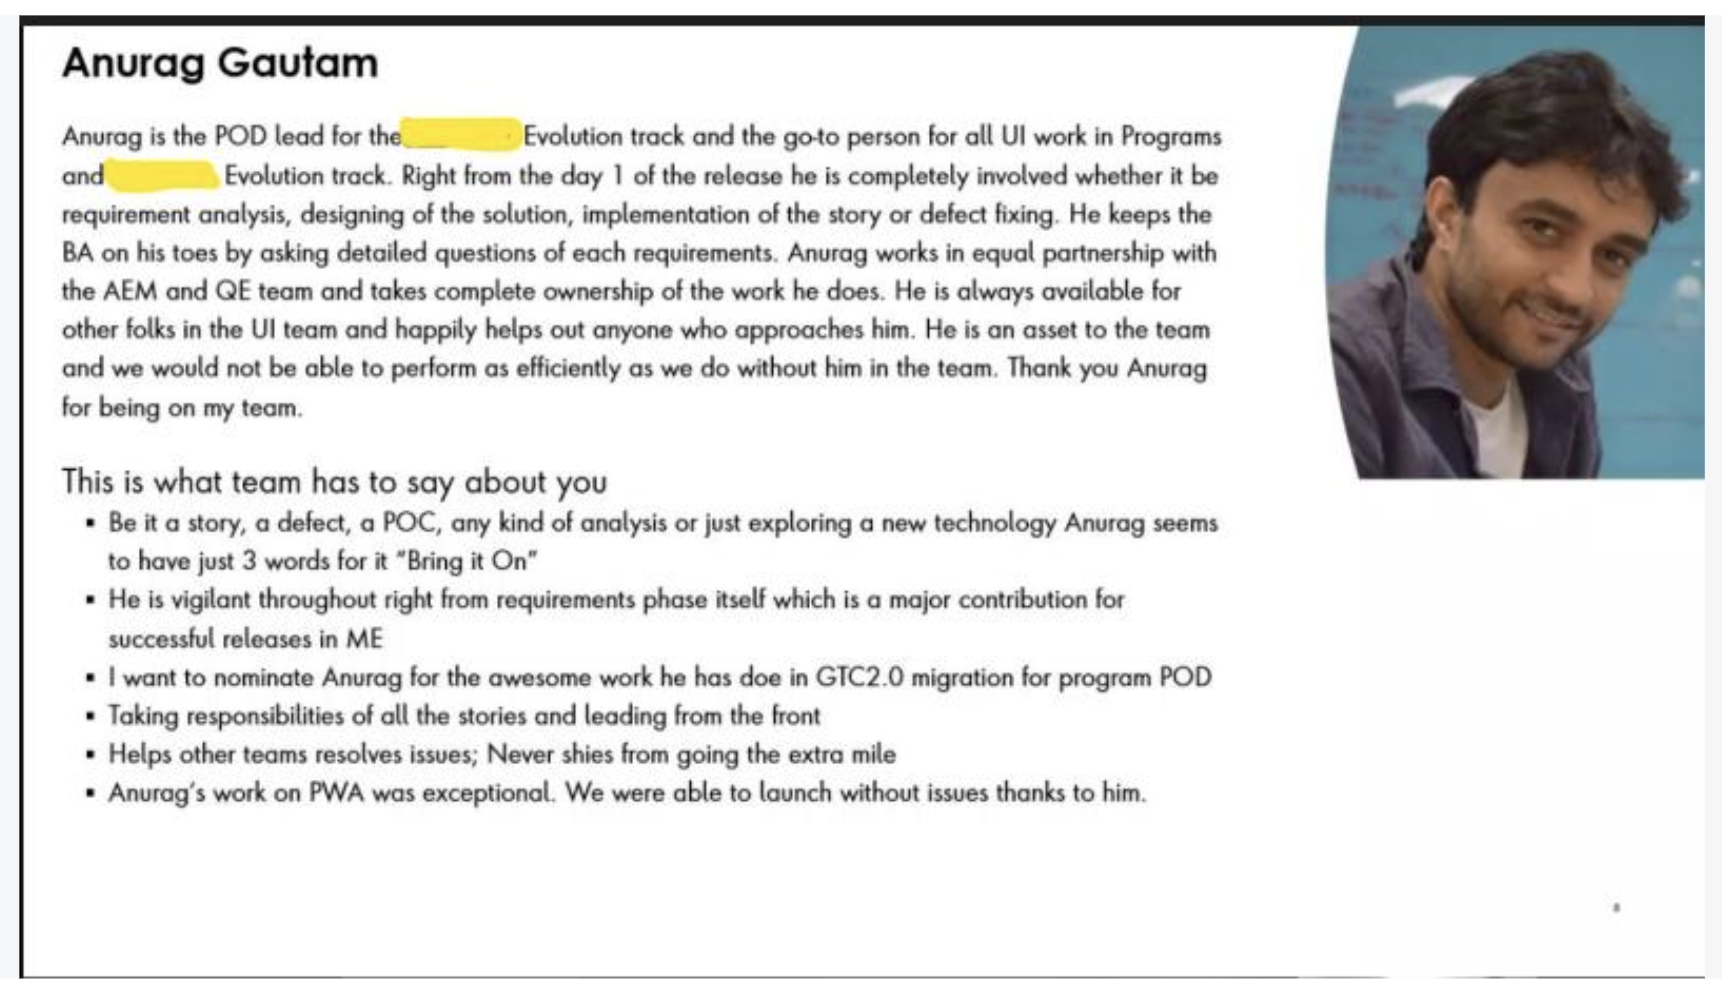 Anurag Gautam
Anurag is the POD lead for the Evolution track and the go-to person for all UI work in Programs
and Evolution track. Right from the day 1 of the release he is completely involved whether it be
requirement analysis, designing of the solution, implementation of the story or defect fixing. He keeps the
BA on his toes by asking detailed questions of each requirements. Anurag works in equal partnership with
the AEM and QE team and takes complete ownership of the work he does. He is always available for
other folks in the UI team and happily helps out anyone who approaches him. He is an asset to the team
and we would not be able to perform as efficiently as we do without him in the team. Thank you Anurag
for being on my team.
This is what team has to say about you
▪ Be it a story, a defect, a POC, any kind of analysis or just exploring a new technology Anurag seems
to have just 3 words for it “Bring it On”
▪ He is vigilant throughout right from requirements phase itself which is a major contribution for
successful releases in ME
▪ I want to nominate Anurag for the awesome work he has doe in GTC2.0 migration for program POD
▪ Taking responsibilities of all the stories and leading from the front
▪ Helps other teams resolves issues; Never shies from going the extra mile
▪ Anurag’s work on PWA was exceptional. We were able to launch without issues thanks to him.
8